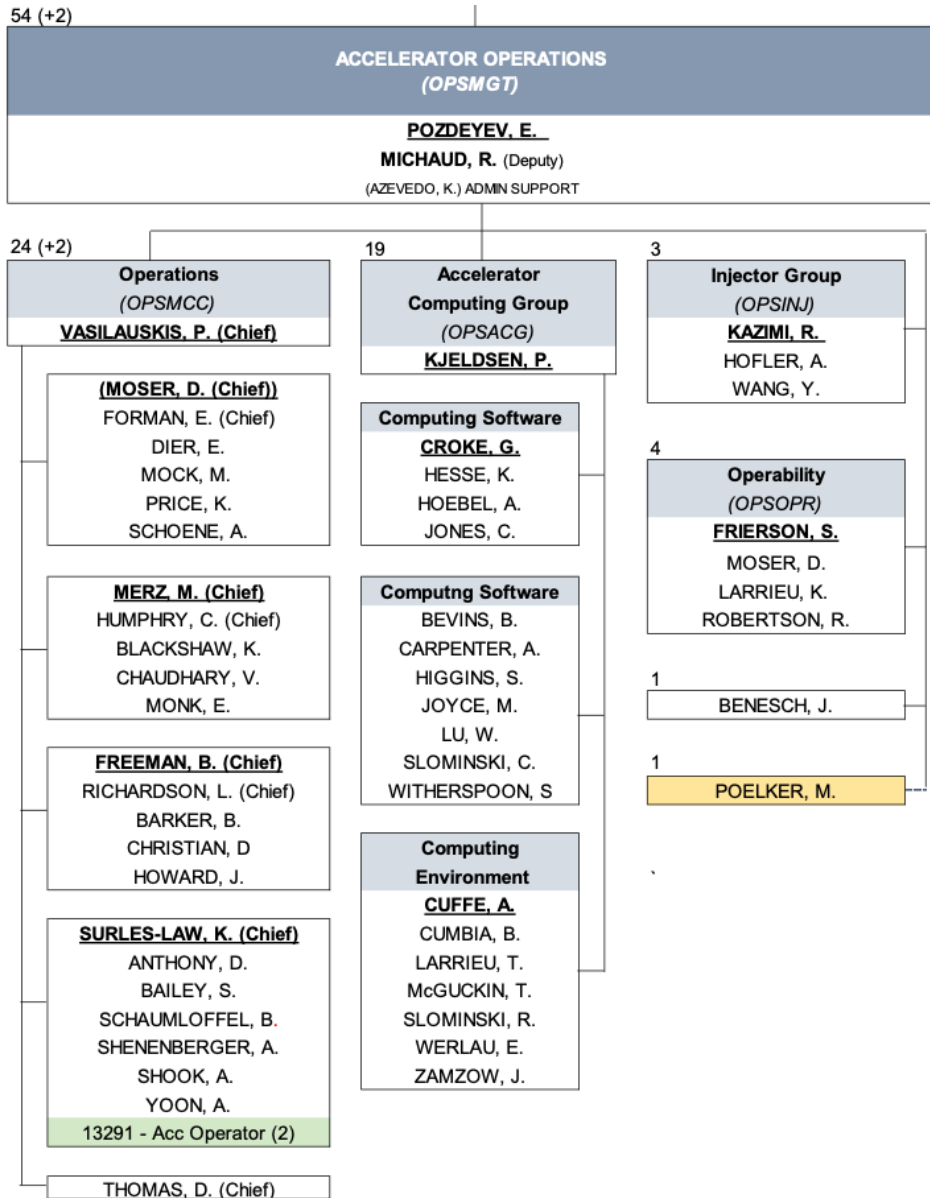 54 (+2)
ACCELERATOR OPERATIONS
(OPSMGT)
POZDEYEV, E.
MICHAUD, R. (Deputy)
(AZEVEDO, K.) ADMIN SUPPORT
24 (+2)
Operations
(OPSMCC)
VASILAUSKIS, P. (Chief)
(MOSER, D. (Chief))
FORMAN, E. (Chief)
DIER, E.
MOCK, M.
PRICE, K.
SCHOENE, A.
MERZ, M. (Chief)
HUMPHRY, C. (Chief)
BLACKSHAW, K.
CHAUDHARY, V.
MONK, E.
FREEMAN, B. (Chief)
RICHARDSON, L. (Chief)
BARKER, B.
CHRISTIAN, D
HOWARD, J.
SURLES-LAW, K. (Chief)
ANTHONY, D.
BAILEY, S.
SCHAUMLOFFEL, B.
SHENENBERGER, A.
SHOOK, A.
YOON, A.
13291 - Acc Operator (2)
THOMAS, D. (Chief)
19
Accelerator
Computing Group
(OPSACG)
KJELDSEN, P.
Computing Software
CROKE, G.
HESSE, K.
HOEBEL, A.
JONES, C.
Computng Software
BEVINS, B.
CARPENTER, A.
HIGGINS, S.
JOYCE, M.
LU, W.
SLOMINSKI, C.
WITHERSPOON, S
Computing
Environment
CUFFE, A.
CUMBIA, B.
LARRIEU, T.
McGUCKIN, T.
SLOMINSKI, R.
WERLAU, E.
ZAMZOW, J.
3
Injector Group
(OPSINJ)
KAZIMI, R.
HOFLER, A.
WANG, Y.
4
Operability
(OPSOPR)
FRIERSON, S.
MOSER, D.
LARRIEU, K.
ROBERTSON, R.
1
BENESCH, J.
1
POELKER, M.
`